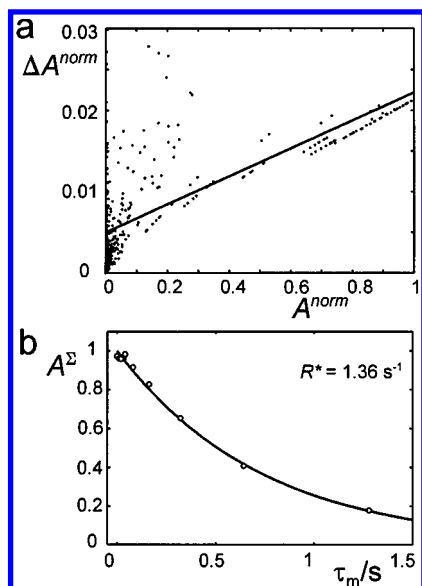 a
0.03
ΔA^norm
0.02
0.01
0
0 0.2 0.4 0.6 0.8 1
A^norm
b
1
A^Σ
R* = 1.36 s⁻¹
0.8
0.6
0.4
0.2
0
0 0.5 1 1.5
τ_m/s